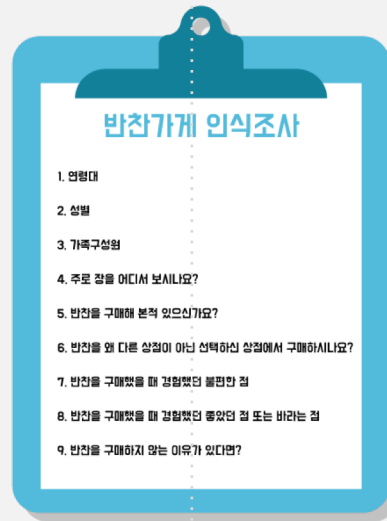 반찬가게 인식조사
1. 연령대
2. 성별
3. 가족구성원
4. 주로 장을 어디서 보시나요?
5. 반찬을 구매해 본적 있으신가요?
6. 반찬을 왜 다른 상점이 아닌 선택하신 상점에서 구매하시나요?
7. 반찬을 구매했을 때 경험했던 불편한 점
8. 반찬을 구매했을 때 경험했던 좋았던 점 또는 바라는 점
9. 반찬을 구매하지 않는 이유가 있다면?